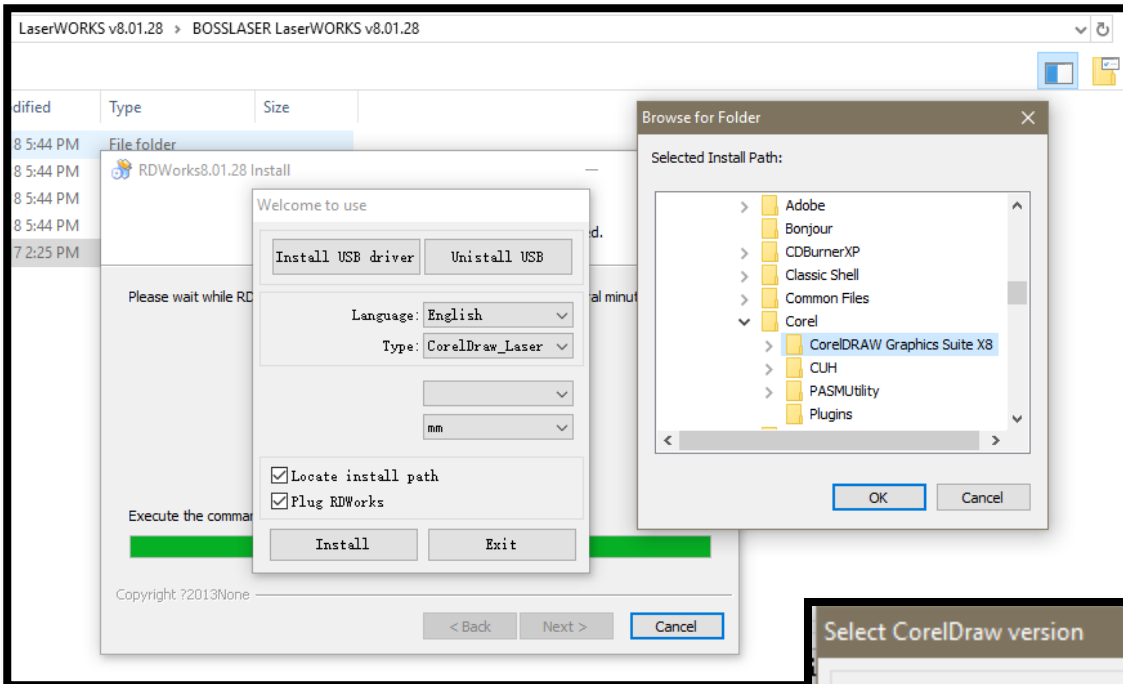 LaserWORKS v8.01.28 > BOSSLASER LaserWORKS v8.01.28
dified Type Size
8 5:44 PM File folder
8 5:44 PM
8 5:44 PM
8 5:44 PM
7 2:25 PM
RDWorks8.01.28 Install
ed.
Please wait while RD
ral minut
Execute the comma
Copyright ?2013None
< Back Next > Cancel
Welcome to use
Install USB driver Unistall USB
Language: English
Type: CorelDraw_Laser
mm
Locate install path
Plug RDWorks
Install Exit
Browse for Folder
Selected Install Path:
Adobe
Bonjour
CDBurnerXP
Classic Shell
Common Files
Corel
CorelDRAW Graphics Suite X8
CUH
PASMUtility
Plugins
OK Cancel
Select CorelDraw version